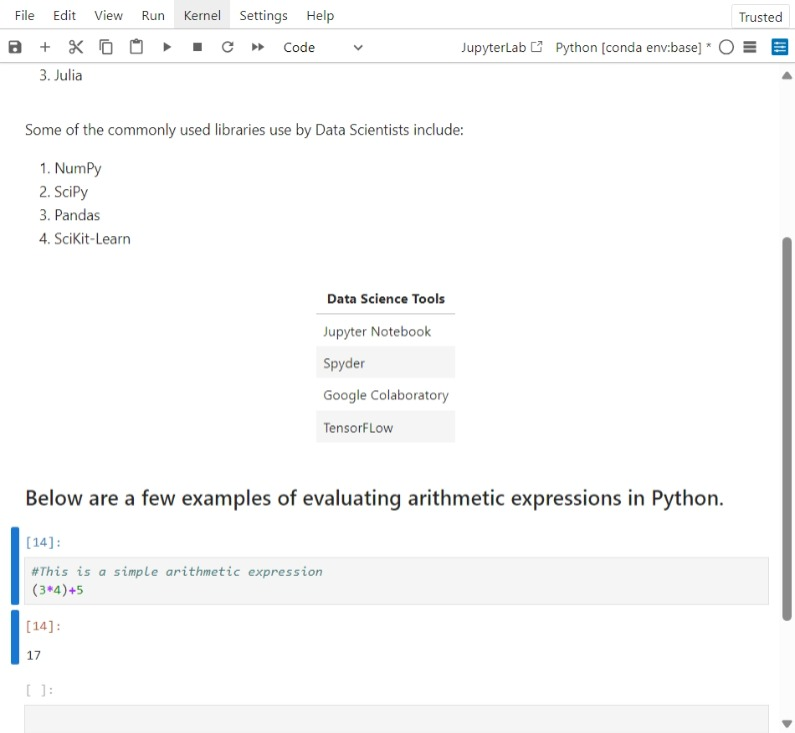 File Edit View Run Kernel Settings Help
Trusted
Code JupyterLab Python [conda env:base] *
3. Julia
Some of the commonly used libraries use by Data Scientists include:
1. NumPy
2. SciPy
3. Pandas
4. SciKit-Learn
Data Science Tools
Jupyter Notebook
Spyder
Google Colaboratory
TensorFLow
Below are a few examples of evaluating arithmetic expressions in Python.
[14]:
#This is a simple arithmetic expression
(3*4)+5
[14]:
17
[ ]: